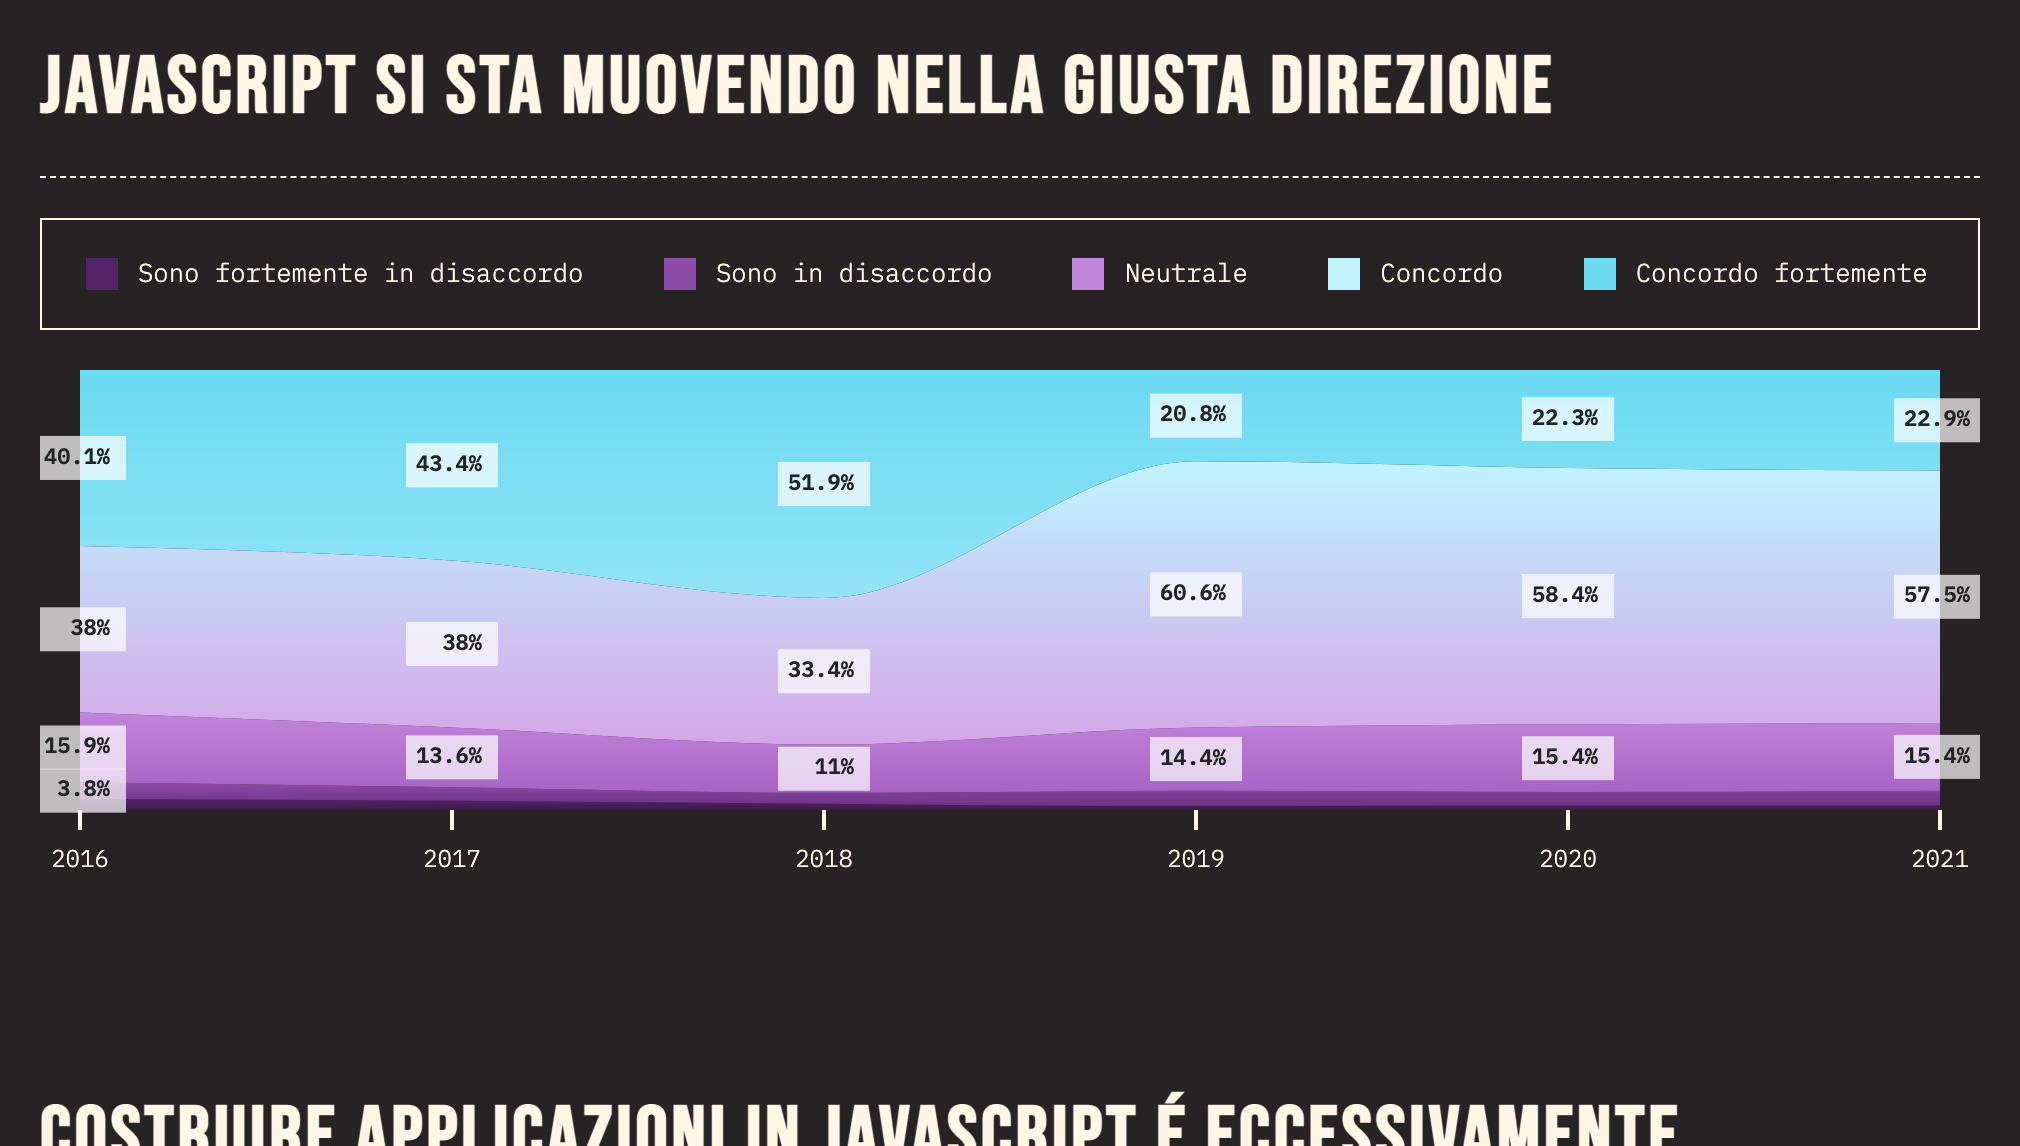 JAVASCRIPT SI STA MUOVENDO NELLA GIUSTA DIREZIONE
Sono fortemente in disaccordo Sono in disaccordo Neutrale Concordo Concordo fortemente
40.1% 43.4% 51.9% 20.8% 22.3% 22.9%
38% 38% 33.4% 60.6% 58.4% 57.5%
15.9% 13.6% 11% 14.4% 15.4% 15.4%
3.8%
2016 2017 2018 2019 2020 2021
COSTRUIRE APPLICAZIONI IN JAVASCRIPT É ECCESSIVAMENTE